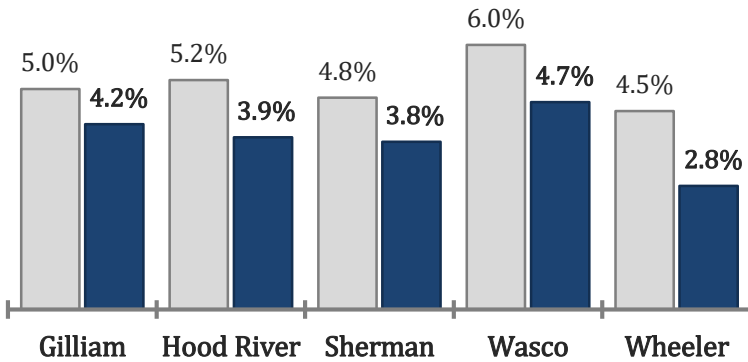 5.0%
4.2%
5.2%
3.9%
4.8%
3.8%
6.0%
4.7%
4.5%
2.8%
Gilliam
Hood River
Sherman
Wasco
Wheeler